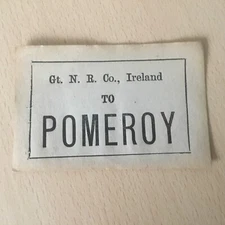 Gt. N. R. Co., Ireland
TO
POMEROY